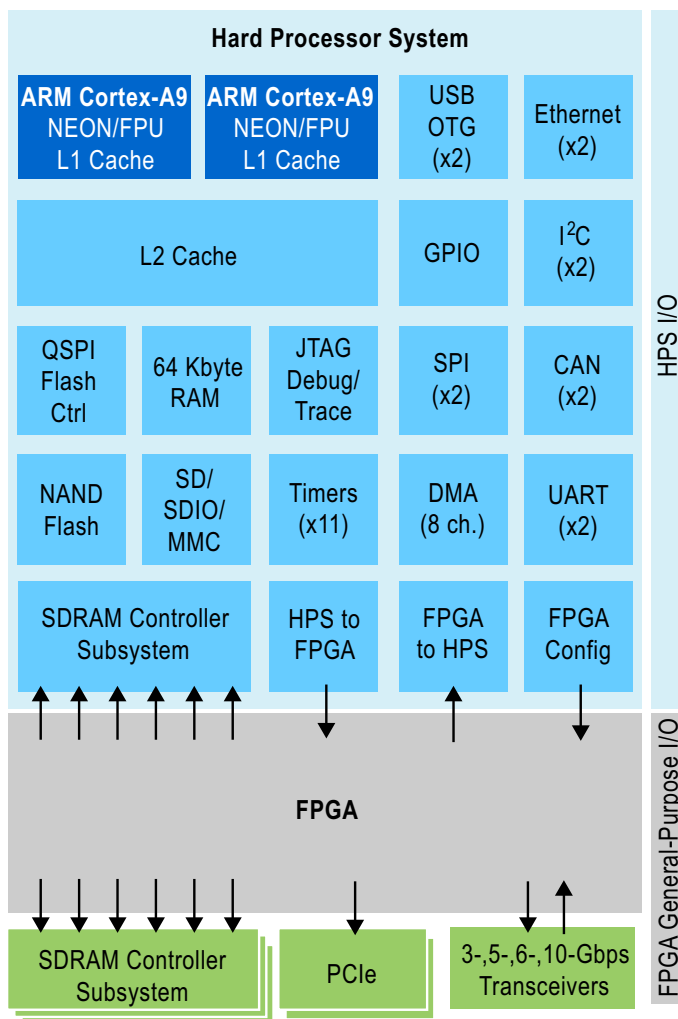 Hard Processor System
ARM Cortex-A9
NEON/FPU
L1 Cache
ARM Cortex-A9
NEON/FPU
L1 Cache
USB
OTG
(x2)
Ethernet
(x2)
L2 Cache
GPIO
I²C
(x2)
QSPI
Flash
Ctrl
64 Kbyte
RAM
JTAG
Debug/
Trace
SPI
(x2)
CAN
(x2)
NAND
Flash
SD/
SDIO/
MMC
Timers
(x11)
DMA
(8 ch.)
UART
(x2)
SDRAM Controller
Subsystem
HPS to
FPGA
FPGA
to HPS
FPGA
Config
HPS I/O
FPGA
FPGA General-Purpose I/O
SDRAM Controller
Subsystem
PCIe
3-,5-,6-,10-Gbps
Transceivers